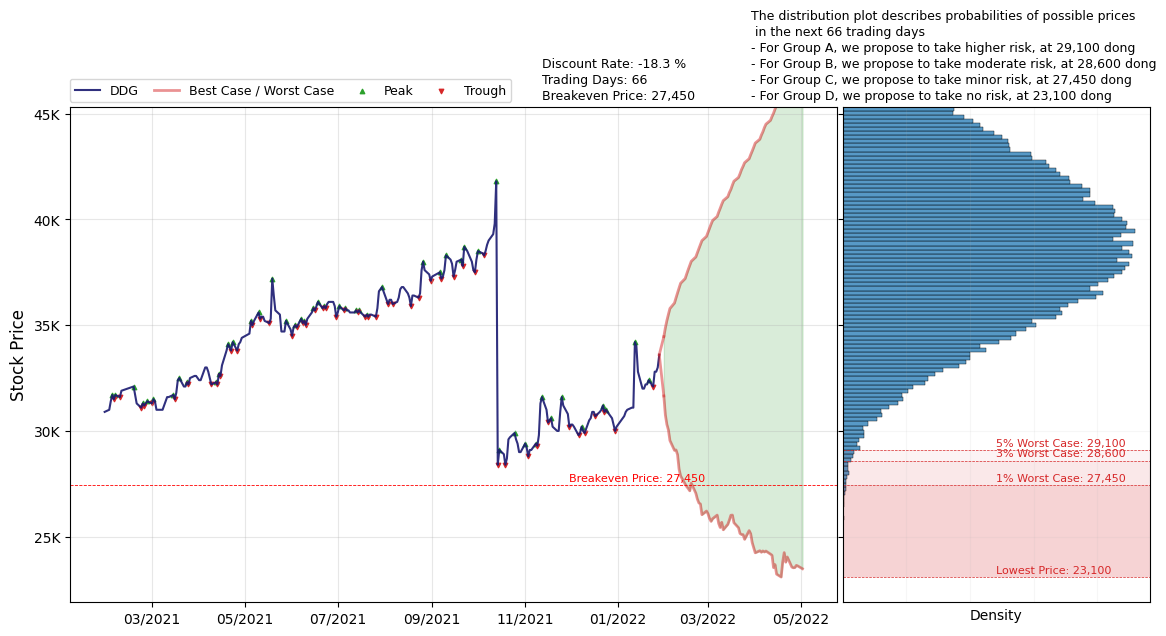 The distribution plot describes probabilities of possible prices
in the next 66 trading days
- For Group A, we propose to take higher risk, at 29,100 dong
- For Group B, we propose to take moderate risk, at 28,600 dong
- For Group C, we propose to take minor risk, at 27,450 dong
- For Group D, we propose to take no risk, at 23,100 dong
Discount Rate: -18.3 %
Trading Days: 66
Breakeven Price: 27,450
DDG
Best Case / Worst Case
Peak
Trough
Stock Price
45K
40K
35K
30K
25K
Breakeven Price: 27,450
03/2021
05/2021
07/2021
09/2021
11/2021
01/2022
03/2022
05/2022
5% Worst Case: 29,100
3% Worst Case: 28,600
1% Worst Case: 27,450
Lowest Price: 23,100
Density